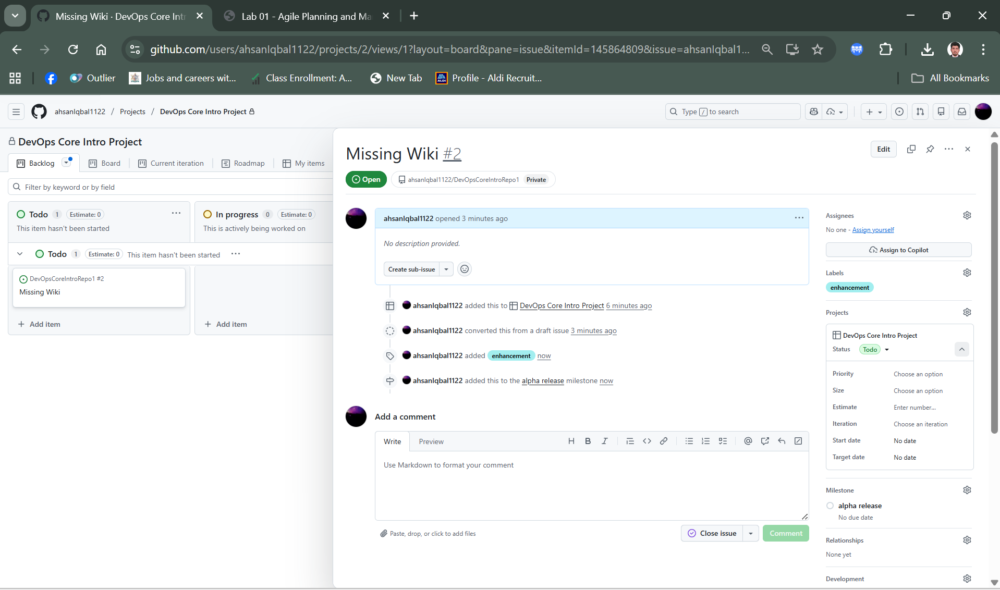 Missing Wiki · DevOps Core Intr
Lab 01 - Agile Planning and Ma
github.com/users/ahsanIqbal1122/projects/2/views/1?layout=board&pane=issue&itemId=145864809&issue=ahsanIqbal1...
Outlier
Jobs and careers wit...
Class Enrollment: A...
New Tab
ALDI
Profile - Aldi Recruit...
All Bookmarks
ahsanIqbal1122 / Projects / DevOps Core Intro Project
Type / to search
DevOps Core Intro Project
Backlog
Board
Current iteration
Roadmap
My items
Filter by keyword or by field
Todo 1 Estimate: 0
This item hasn't been started
In progress 0 Estimate: 0
This is actively being worked on
Todo 1 Estimate: 0 This item hasn't been started
DevOpsCoreIntroRepo1 #2
Missing Wiki
+ Add item
+ Add item
Missing Wiki #2
Edit
Open
ahsanIqbal1122/DevOpsCoreIntroRepo1 Private
ahsanIqbal1122 opened 3 minutes ago
No description provided.
Create sub-issue
ahsanIqbal1122 added this to DevOps Core Intro Project 6 minutes ago
ahsanIqbal1122 converted this from a draft issue 3 minutes ago
ahsanIqbal1122 added enhancement now
ahsanIqbal1122 added this to the alpha release milestone now
Add a comment
Write
Preview
H B I
Use Markdown to format your comment
Paste, drop, or click to add files
Close issue
Comment
Assignees
No one - Assign yourself
Assign to Copilot
Labels
enhancement
Projects
DevOps Core Intro Project
Status Todo
Priority Choose an option
Size Choose an option
Estimate Enter number...
Iteration Choose an iteration
Start date No date
Target date No date
Milestone
alpha release
No due date
Relationships
None yet
Development